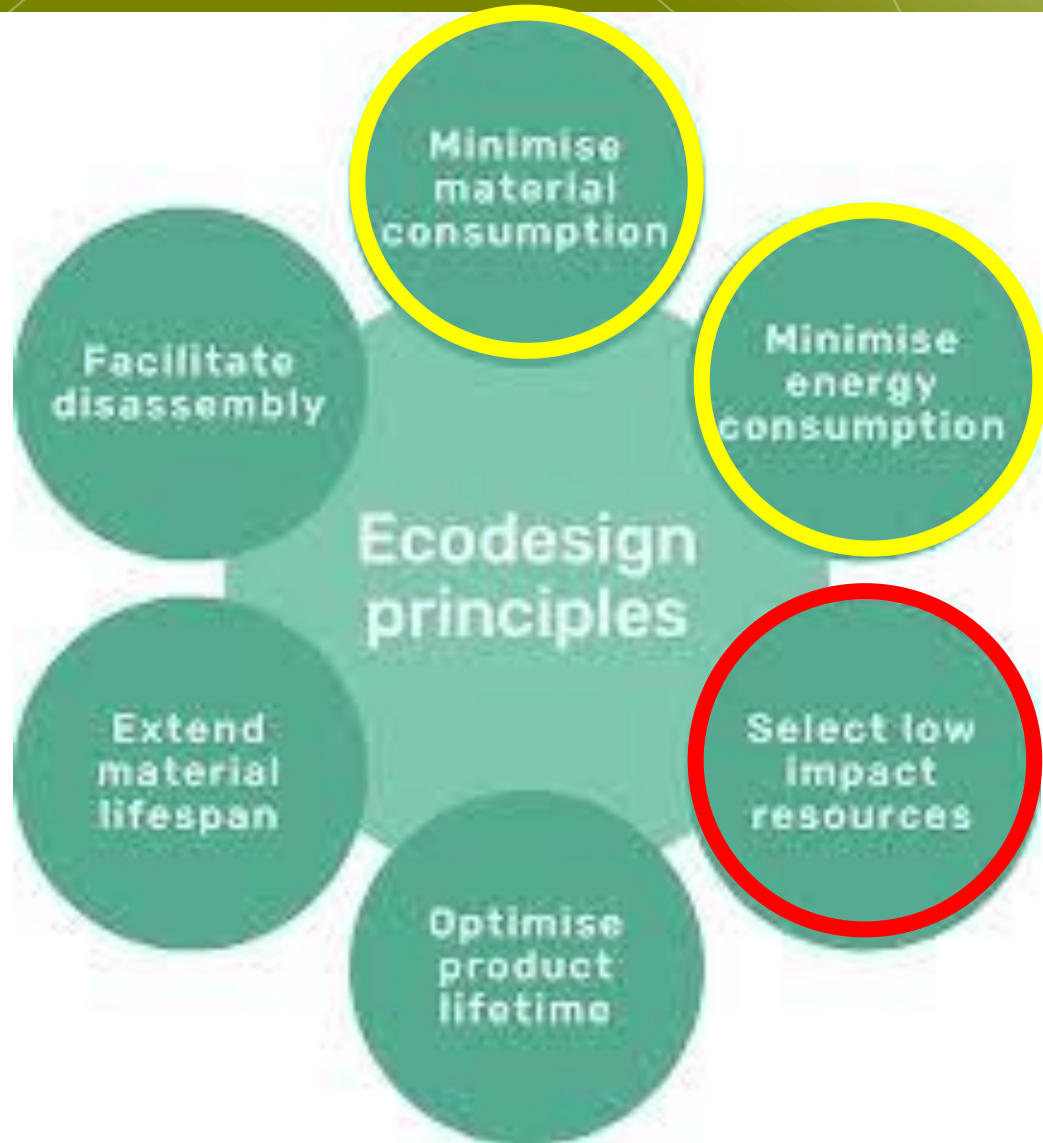 Minimise
material
consumption
Minimise
energy
consumption
Select low
impact
resources
Optimise
product
lifetime
Extend
material
lifespan
Facilitate
disassembly
Ecodesign
principles